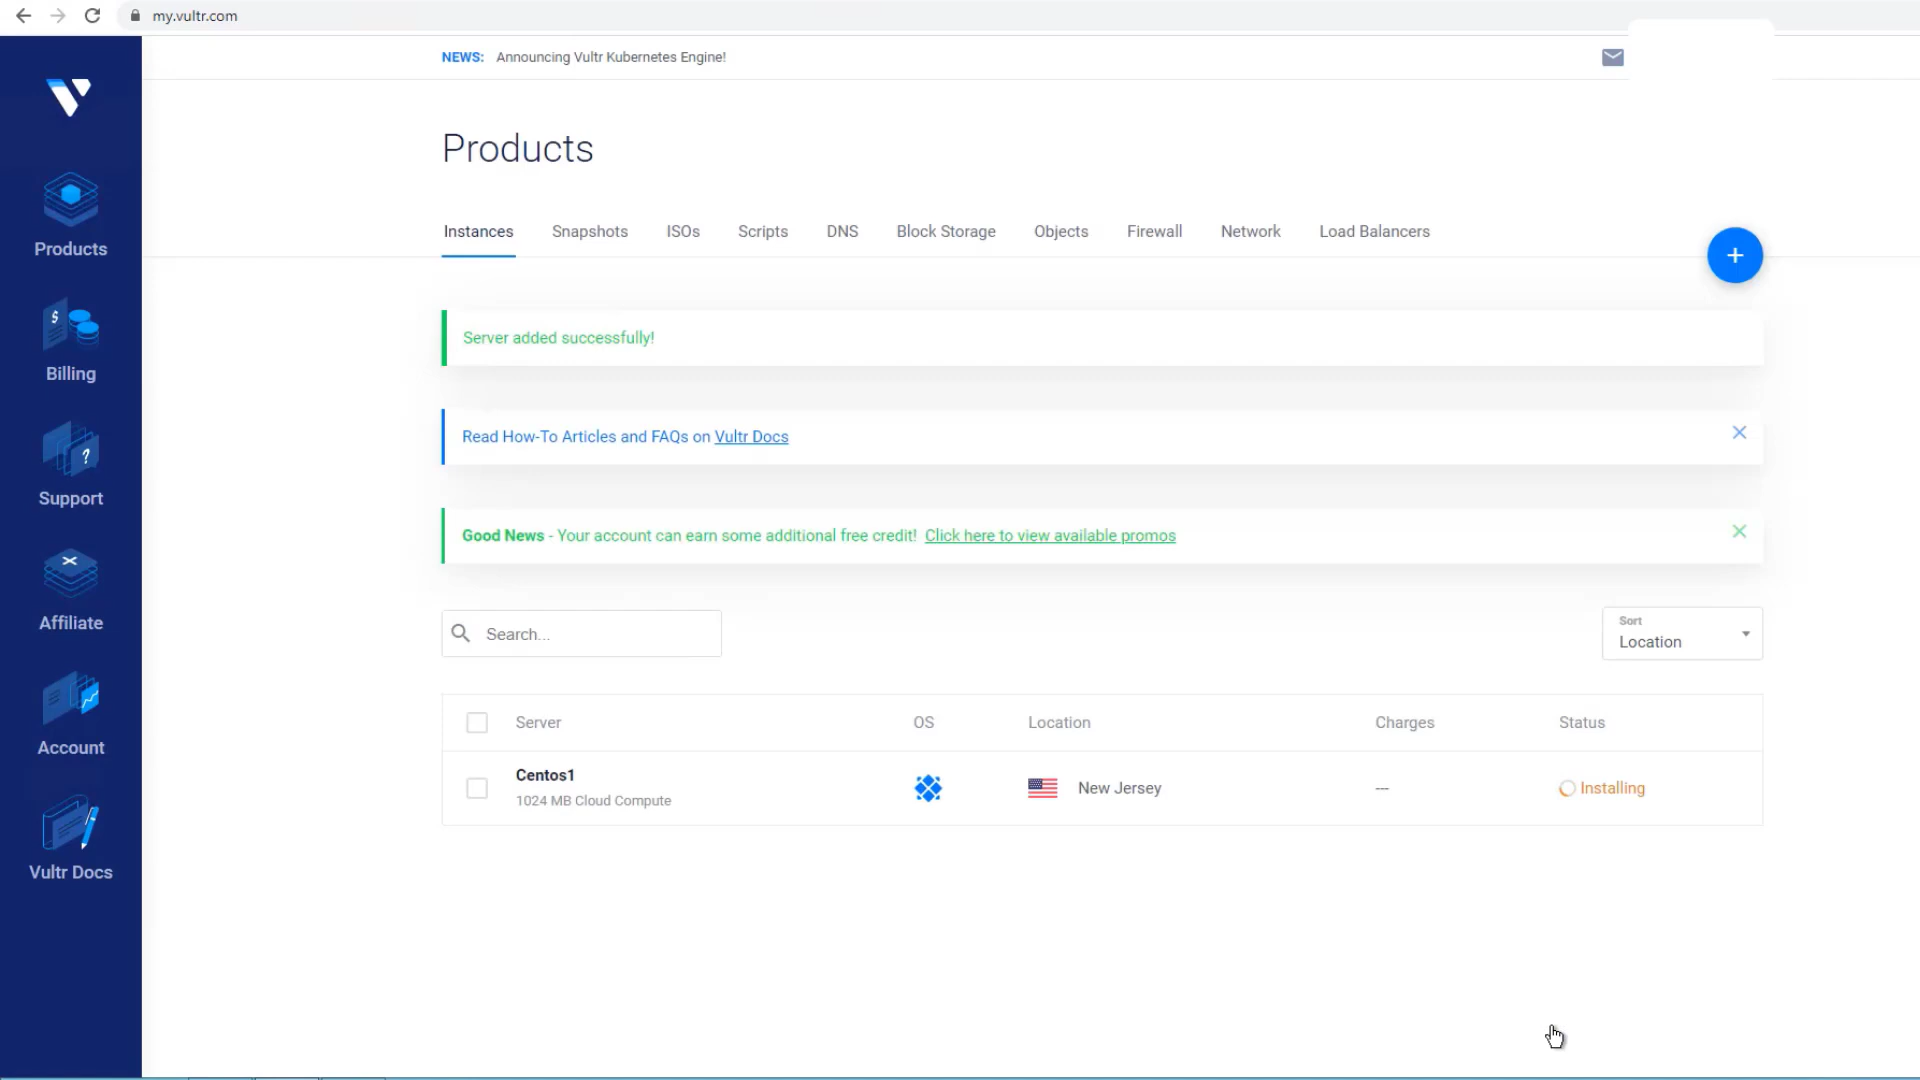 my.vultr.com
NEWS: Announcing Vultr Kubernetes Engine!
Products
Instances Snapshots ISOs Scripts DNS Block Storage Objects Firewall Network Load Balancers
+
Server added successfully!
Read How-To Articles and FAQs on Vultr Docs
Good News - Your account can earn some additional free credit! Click here to view available promos
Search...
Sort
Location
Server OS Location Charges Status
Centos1
1024 MB Cloud Compute
New Jersey --- Installing
Products
$
Billing
?
Support
Affiliate
Account
Vultr Docs